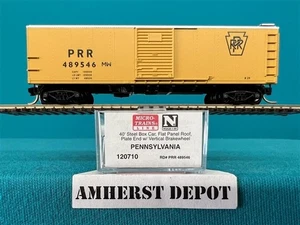 PRR
489546 MW
PRR
MICRO-TRAINS
LINE
N
40' Steel Box Car, Flat Panel Roof,
Plate End w/ Vertical Brakewheel
PENNSYLVANIA
120710
RD# PRR 489546
AMHERST DEPOT